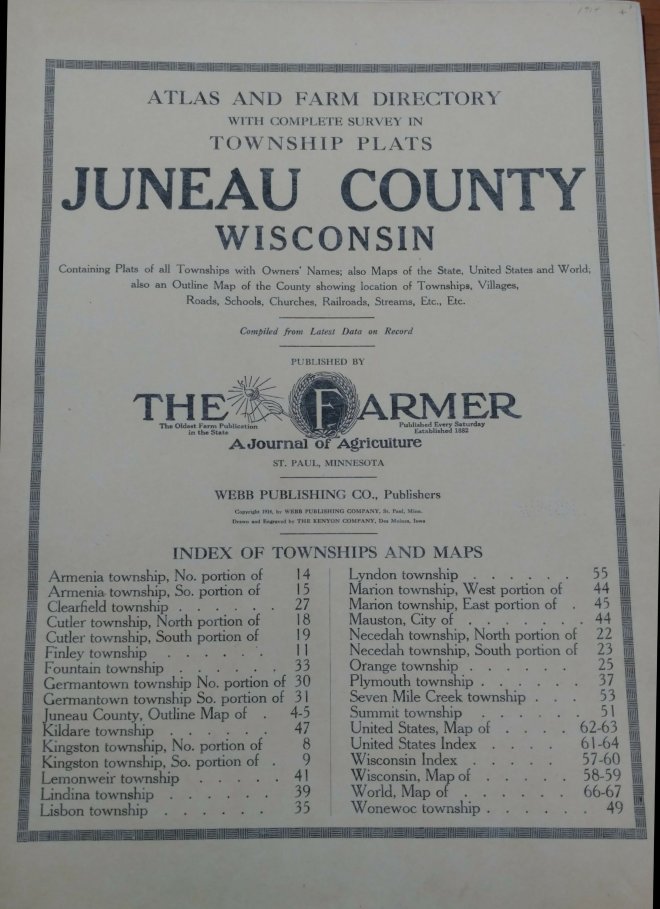 1914
ATLAS AND FARM DIRECTORY
WITH COMPLETE SURVEY IN
TOWNSHIP PLATS
JUNEAU COUNTY
WISCONSIN
Containing Plats of all Townships with Owners' Names; also Maps of the State, United States and World;
also an Outline Map of the County showing location of Townships, Villages,
Roads, Schools, Churches, Railroads, Streams, Etc., Etc.
Compiled from Latest Data on Record
PUBLISHED BY
THE FARMER
The Oldest Farm Publication
in the State
Published Every Saturday
Established 1882
A Journal of Agriculture
ST. PAUL, MINNESOTA
WEBB PUBLISHING CO., Publishers
Copyright 1914, by WEBB PUBLISHING COMPANY, St. Paul, Minn.
Drawn and Engraved by THE KENYON COMPANY, Des Moines, Iowa
INDEX OF TOWNSHIPS AND MAPS
Armenia township, No. portion of 14
Armenia township, So. portion of 15
Clearfield township . . . . . . 27
Cutler township, North portion of 18
Cutler township, South portion of 19
Finley township . . . . . . 11
Fountain township . . . . . . 33
Germantown township No. portion of 30
Germantown township So. portion of 31
Juneau County, Outline Map of . 4-5
Kildare township . . . . . . 47
Kingston township, No. portion of 8
Kingston township, So. portion of . 9
Lemonweir township . . . . . 41
Lindina township . . . . . . 39
Lisbon township . . . . . . 35
Lyndon township . . . . . 55
Marion township, West portion of 44
Marion township, East portion of . 45
Mauston, City of . . . . . . 44
Necedah township, North portion of 22
Necedah township, South portion of 23
Orange township . . . . . 25
Plymouth township . . . . . 37
Seven Mile Creek township . . . 53
Summit township . . . . . 51
United States, Map of . . . . 62-63
United States Index . . . . 61-64
Wisconsin Index . . . . . 57-60
Wisconsin, Map of . . . . . 58-59
World, Map of . . . . . . 66-67
Wonewoc township . . . . . 49